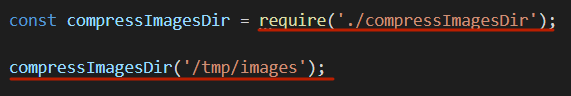 const compressImagesDir = require('./compressImagesDir');
compressImagesDir('/tmp/images');